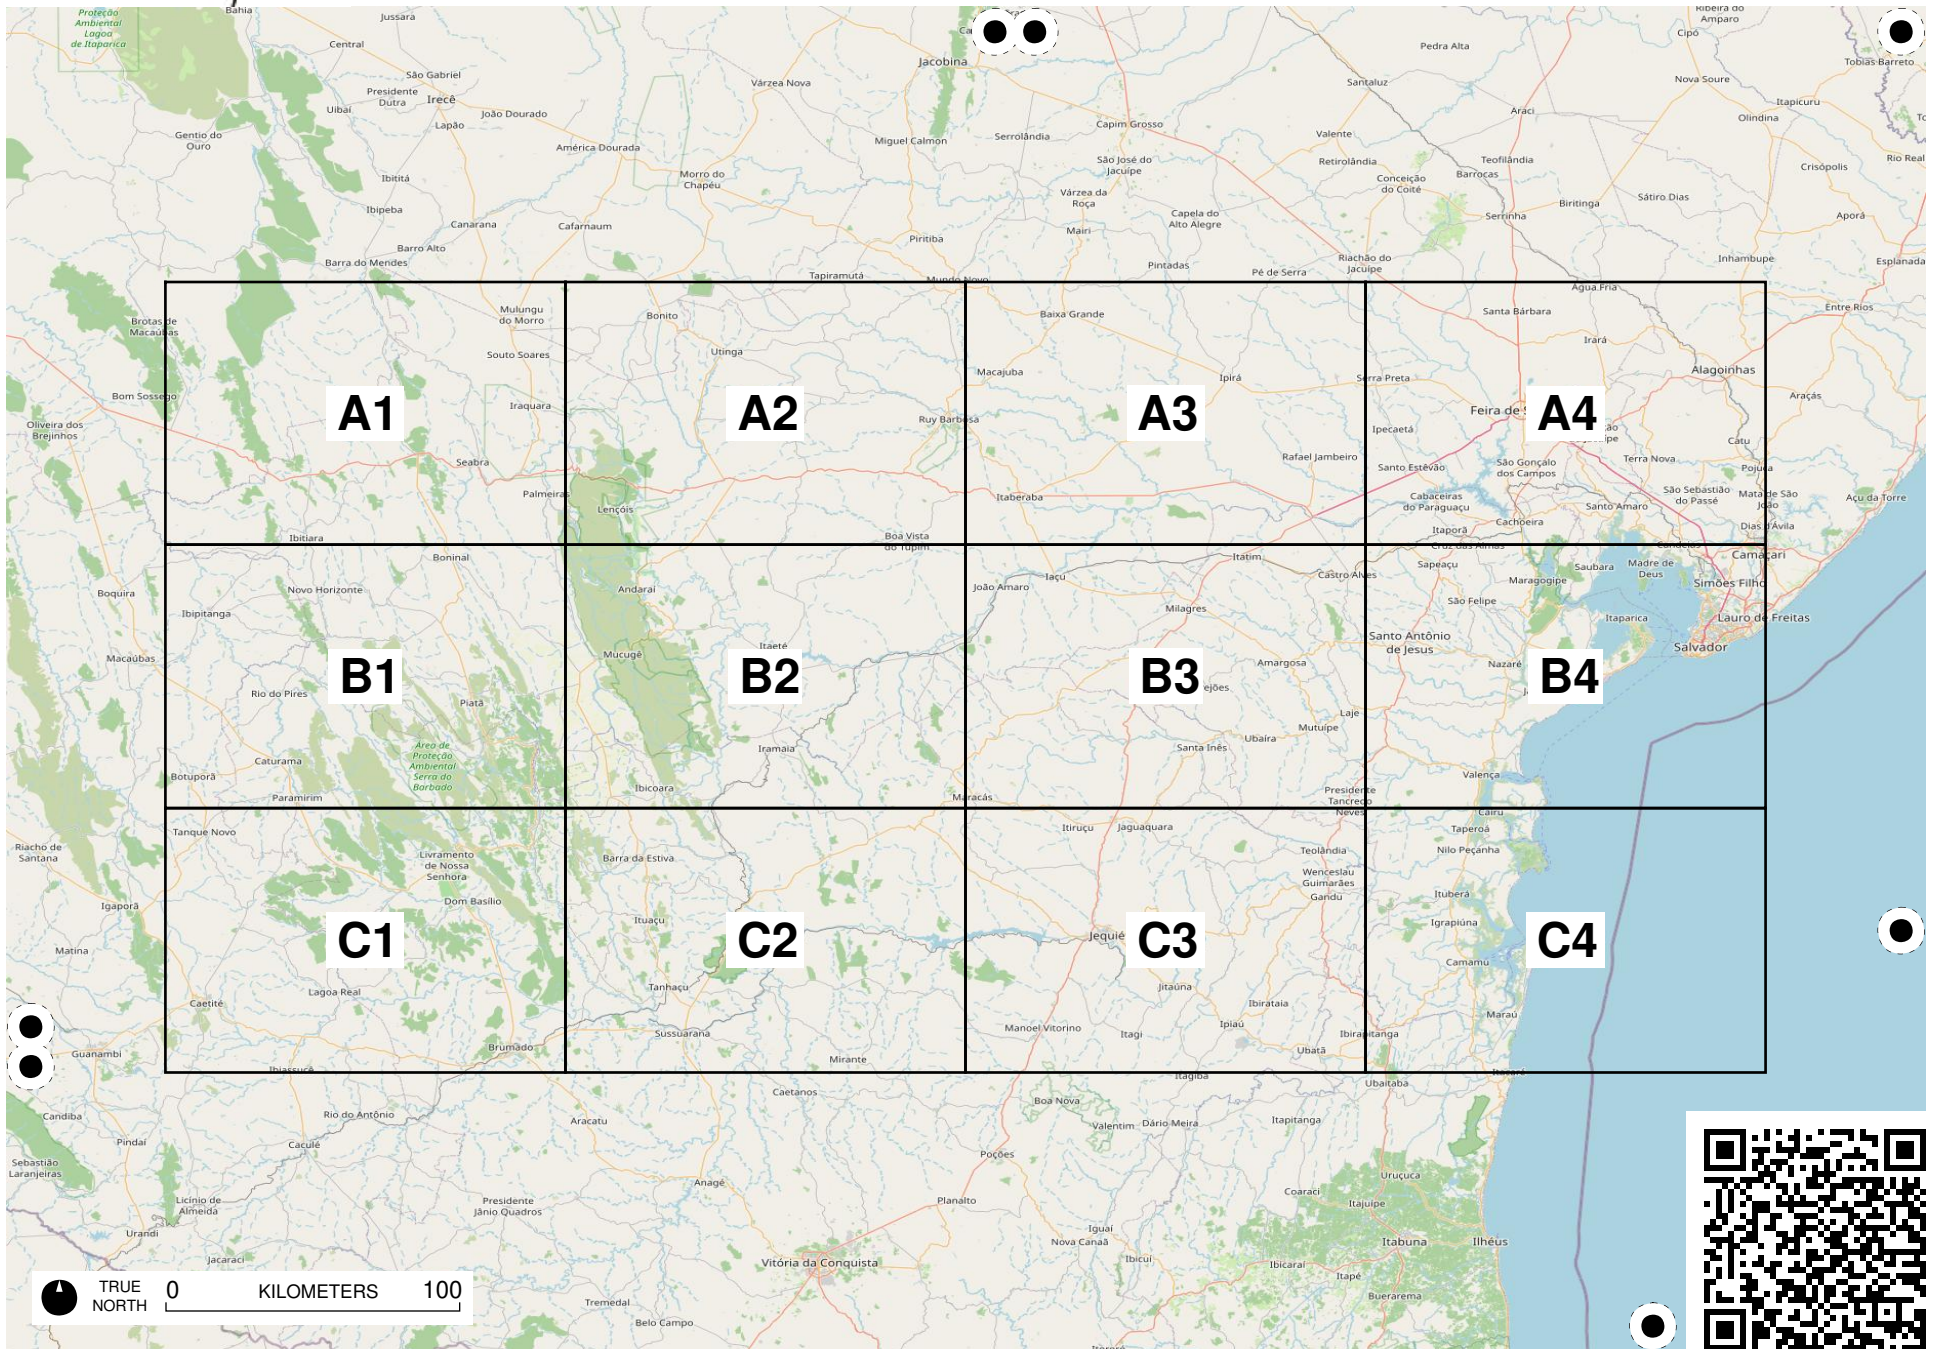 Proteção
Ambiental
Lagoa
de Itaparica
Bahia
Jussara
Central
São Gabriel
Presidente
Dutra
Irecê
Uibaí
Lapão
João Dourado
Gentio do
Ouro
América Dourada
Ibititá
Ibipeba
Canarana
Cafarnaum
Barro Alto
Barra do Mendes
Várzea Nova
Jacobina
Miguel Calmon
Serrolândia
Capim Grosso
Morro do
Chapéu
São José do
Jacuípe
Várzea da
Roça
Mairi
Capela do
Alto Alegre
Piritiba
Tapiramutá
Mundo Novo
Pintadas
Pé de Serra
Riachão do
Jacuípe
Ribeira do
Amparo
Cipó
Pedra Alta
Tobias Barreto
Santaluz
Nova Soure
Itapicuru
Araci
Olindina
Valente
Retirolândia
Teofilândia
Barrocas
Conceição
do Coité
Crisópolis
Rio Real
Sátiro Dias
Biritinga
Serrinha
Aporá
Inhambupe
Esplanada
Água Fria
Brotas de
Macaúbas
Mulungu
do Morro
Souto Soares
Bom Sossego
Iraquara
Oliveira dos
Brejinhos
Seabra
Palmeiras
Ibitiara
A1
Bonito
Utinga
Ruy Barbosa
Lençóis
Boa Vista
do Tupim
A2
Baixa Grande
Macajuba
Ipirá
Rafael Jambeiro
Itaberaba
A3
Santa Bárbara
Entre Rios
Irará
Serra Preta
Alagoinhas
Araçás
Feira de S
Ipecaetá
Catu
Terra Nova
Santo Estêvão
São Gonçalo
dos Campos
Pojuca
Cabaceiras
do Paraguaçu
São Sebastião
do Passé
Mata de São
João
Açu da Torre
Santo Amaro
Itaporã
Cachoeira
Dias d'Ávila
A4
Boninal
Boquira
Novo Horizonte
Ibipitanga
Macaúbas
Rio do Pires
Piatã
Área de
Proteção
Ambiental
Serra do
Barbado
Caturama
Botuporã
Paramirim
B1
Andaraí
Mucugê
Itaeté
Iramaia
Ibicoara
B2
Itatim
João Amaro
Iaçu
Castro Alves
Milagres
Amargosa
ejões
Laje
Mutuípe
Ubaíra
Santa Inês
Maracás
Presidente
Tancredo
Neves
B3
Cruz das Almas
Candeias
Camaçari
Sapeaçu
Saubara
Madre de
Deus
Maragogipe
Simões Filho
São Felipe
Itaparica
Lauro de Freitas
Santo Antônio
de Jesus
Salvador
Nazaré
Valença
B4
Tanque Novo
Riacho de
Santana
Livramento
de Nossa
Senhora
Dom Basílio
Igaporã
Matina
Lagoa Real
Caetité
Guanambi
Brumado
Ibiassucê
C1
Barra da Estiva
Ituaçu
Tanhaçu
Sussuarana
Mirante
C2
Itiruçu
Jaguaquara
Teolândia
Wenceslau
Guimarães
Gandu
Jequié
Jitaúna
Ibirataia
Manoel Vitorino
Itagi
Ipiaú
Ibirapitanga
Ubatã
Itagibá
C3
Cairu
Taperoá
Nilo Peçanha
Ituberá
Igrapiúna
Camamu
Maraú
Itacaré
C4
Ubaitaba
Caetanos
Candiba
Rio do Antônio
Aracatu
Boa Nova
Valentim
Dário Meira
Itapitanga
Pindaí
Caculé
Poções
Sebastião
Laranjeiras
Anagé
Uruçuca
Licínio de
Almeida
Presidente
Jânio Quadros
Planalto
Coaraci
Itajuípe
Urandi
Iguaí
Nova Canaã
Itabuna
Ilhéus
Jacaraci
Vitória da Conquista
Ibicuí
Ibicaraí
Itapé
Tremedal
Buerarema
Belo Campo
TRUE
NORTH
0 KILOMETERS 100